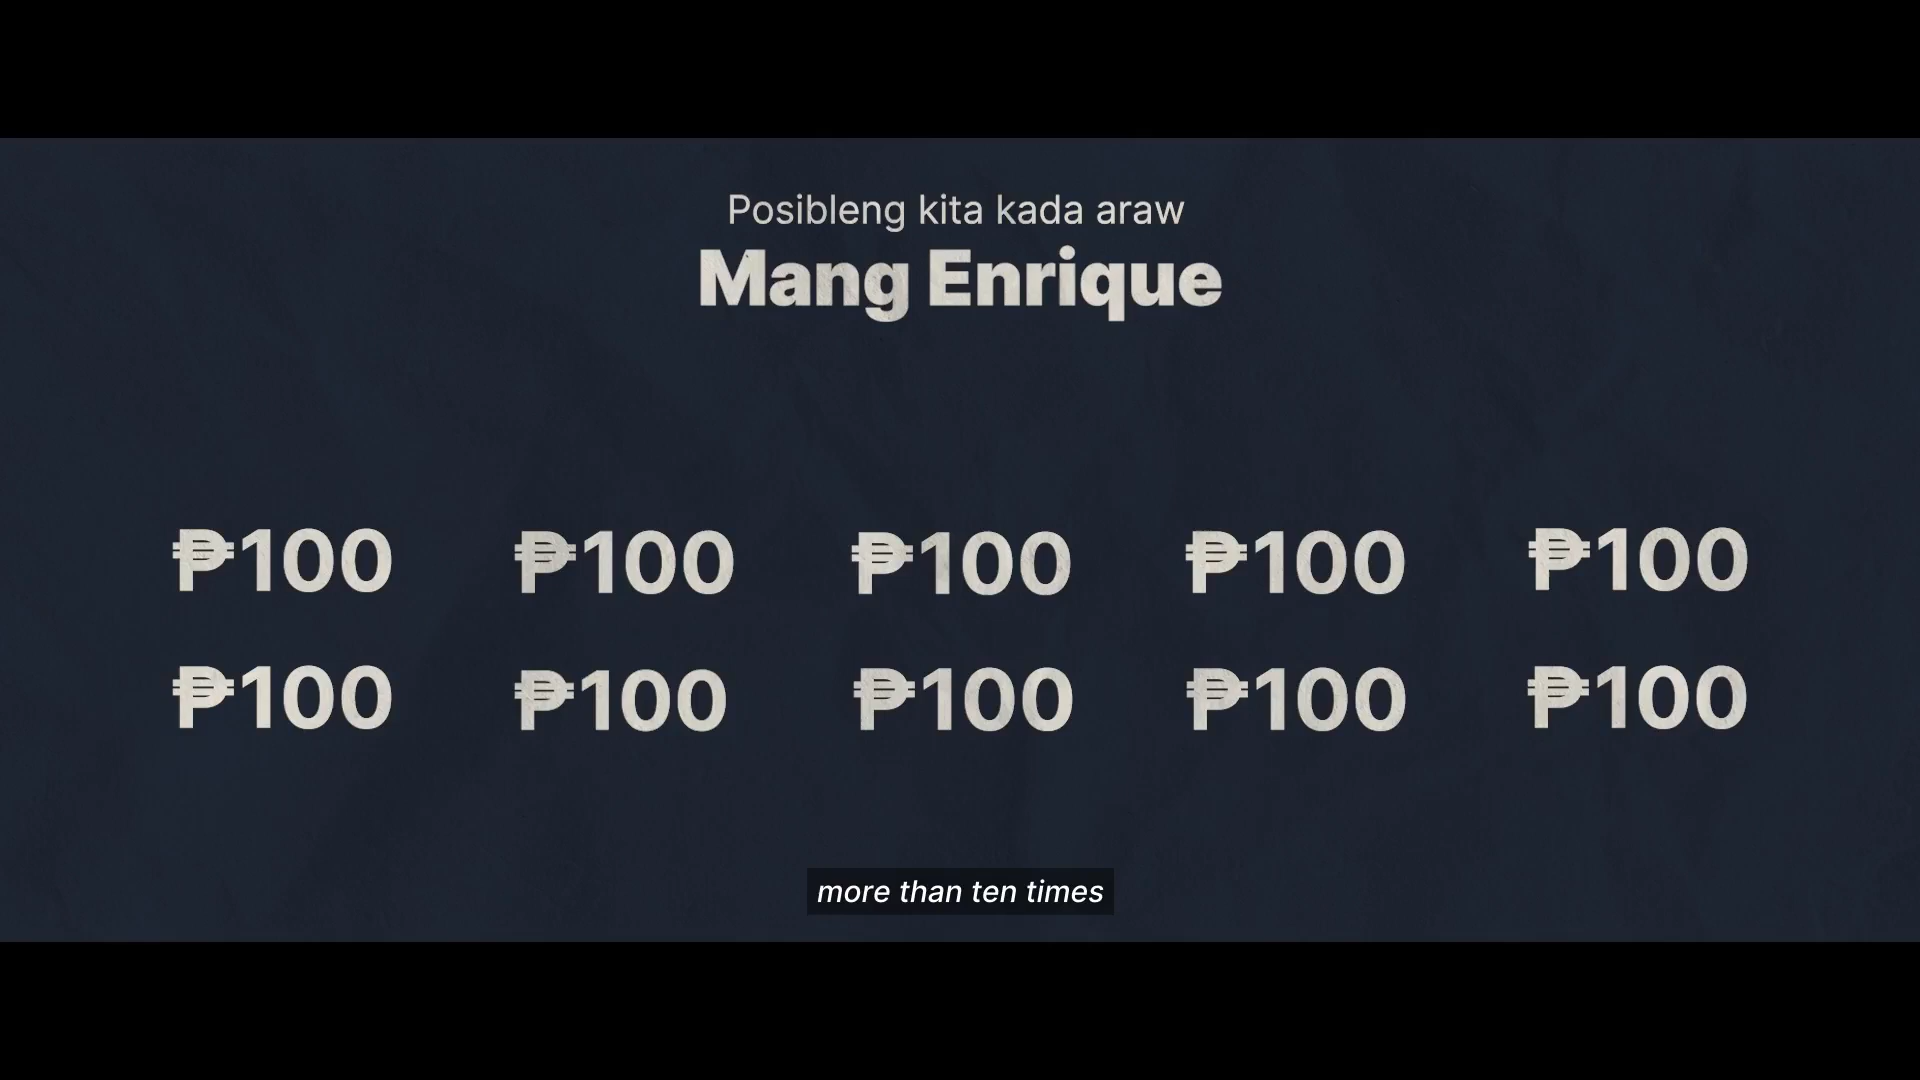 Posibleng kita kada araw
Mang Enrique
₱100 ₱100 ₱100 ₱100 ₱100
₱100 ₱100 ₱100 ₱100 ₱100
more than ten times